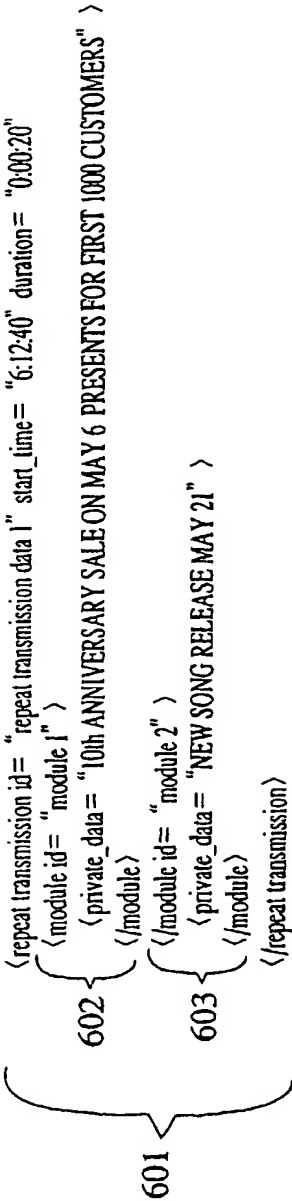 <repeat transmission id= "repeat transmission data 1" start_time= "6:12:40" duration= "0:00:20"
<module id= "module 1" >
<private_data= "10th ANNIVERSARY SALE ON MAY 6 PRESENTS FOR FIRST 1000 CUSTOMERS" >
</module>
602
</module id= "module 2" >
<private_data= "NEW SONG RELEASE MAY 21" >
</module>
603
</repeat transmission>
601